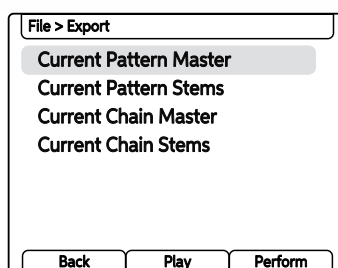 File > Export
Current Pattern Master
Current Pattern Stems
Current Chain Master
Current Chain Stems
Back Play Perform